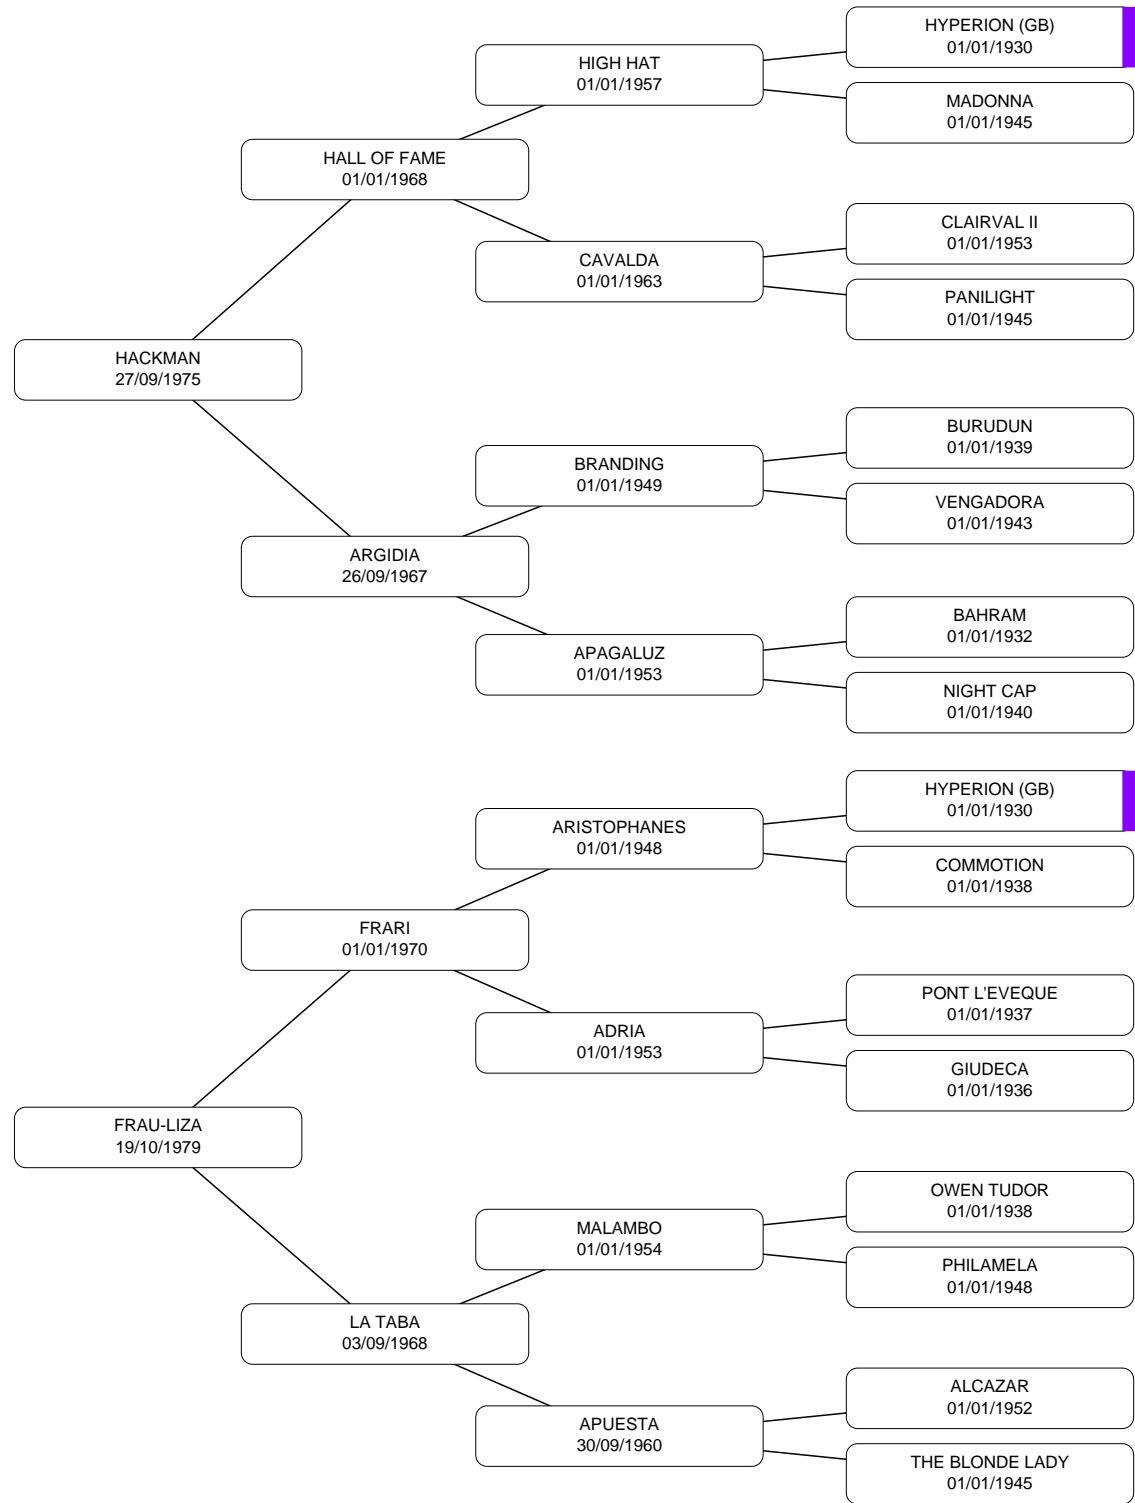 HYPERION (GB)
01/01/1930
HIGH HAT
01/01/1957
MADONNA
01/01/1945
HALL OF FAME
01/01/1968
CLAIRVAL II
01/01/1953
CAVALDA
01/01/1963
PANILIGHT
01/01/1945
HACKMAN
27/09/1975
BURUDUN
01/01/1939
BRANDING
01/01/1949
VENGADORA
01/01/1943
ARGIDIA
26/09/1967
BAHRAM
01/01/1932
APAGALUZ
01/01/1953
NIGHT CAP
01/01/1940
HYPERION (GB)
01/01/1930
ARISTOPHANES
01/01/1948
COMMOTION
01/01/1938
FRARI
01/01/1970
PONT L'EVEQUE
01/01/1937
ADRIA
01/01/1953
GIUDECA
01/01/1936
FRAU-LIZA
19/10/1979
OWEN TUDOR
01/01/1938
MALAMBO
01/01/1954
PHILAMELA
01/01/1948
LA TABA
03/09/1968
ALCAZAR
01/01/1952
APUESTA
30/09/1960
THE BLONDE LADY
01/01/1945